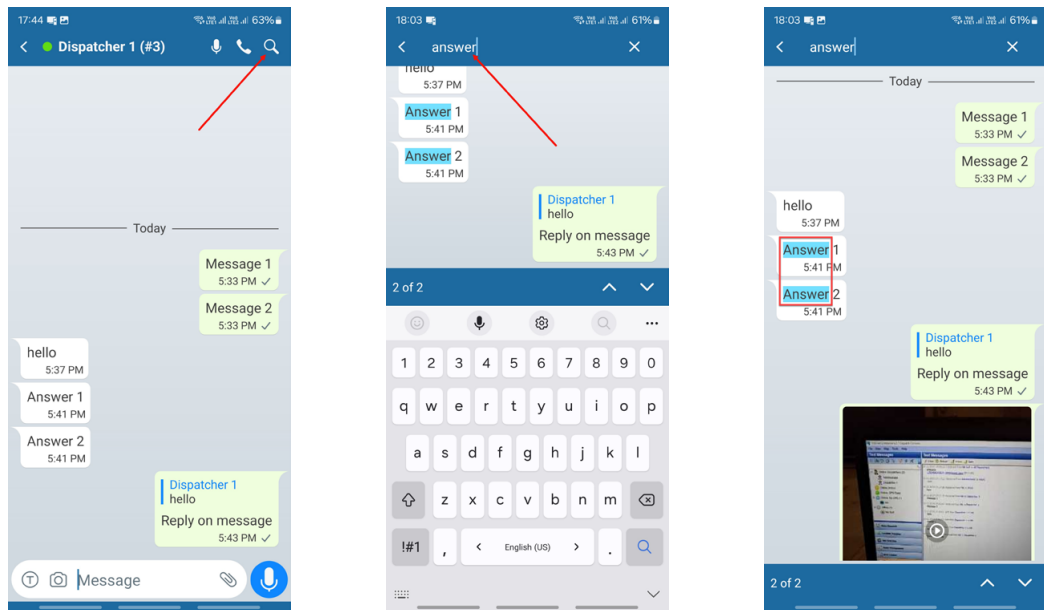 17:44 63%
Dispatcher 1 (#3)
Today
Message 1
5:33 PM
Message 2
5:33 PM
hello
5:37 PM
Answer 1
5:41 PM
Answer 2
5:41 PM
Dispatcher 1
hello
Reply on message
5:43 PM
T Message
18:03 61%
answer
hello
5:37 PM
Answer 1
5:41 PM
Answer 2
5:41 PM
Dispatcher 1
hello
Reply on message
5:43 PM
2 of 2
1 2 3 4 5 6 7 8 9 0
q w e r t y u i o p
a s d f g h j k l
z x c v b n m
!#1 , < English (US) > .
18:03 61%
answer
Today
Message 1
5:33 PM
Message 2
5:33 PM
hello
5:37 PM
Answer 1
5:41 PM
Answer 2
5:41 PM
Dispatcher 1
hello
Reply on message
5:43 PM
2 of 2